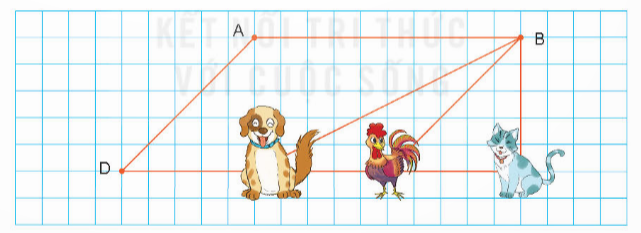 KẾT NỐI TRI THỨC
VỚI CUỘC SỐNG
A
B
D